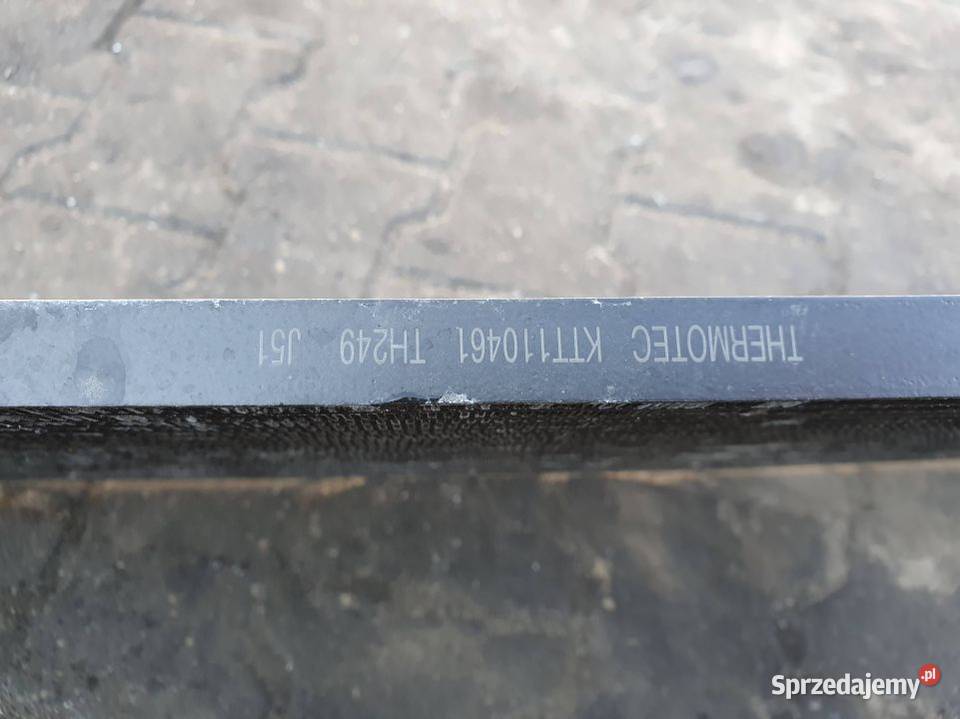 THERMOTEC KTT110461 TH249 J51
Sprzedajemy.pl